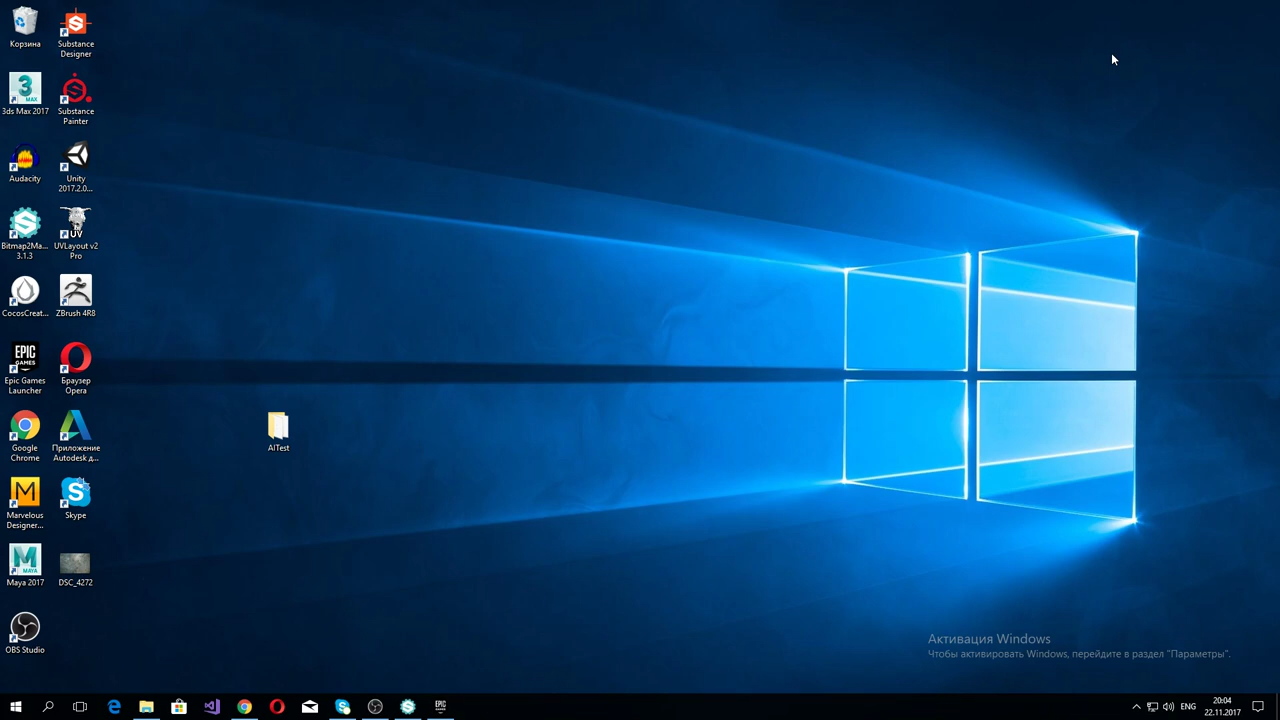 Корзина
Substance
Designer
3ds Max 2017
Substance
Painter
Audacity
Unity
2017.2.0...
Bitmap2Ma...
3.1.3
UVLayout v2
Pro
CocosCreat...
ZBrush 4R8
Epic Games
Launcher
Браузер
Opera
Google
Chrome
Приложение
Autodesk д...
AITest
Marvelous
Designer...
Skype
Maya 2017
DSC_4272
OBS Studio
Активация Windows
Чтобы активировать Windows, перейдите в раздел "Параметры".
ENG
20:04
22.11.2017